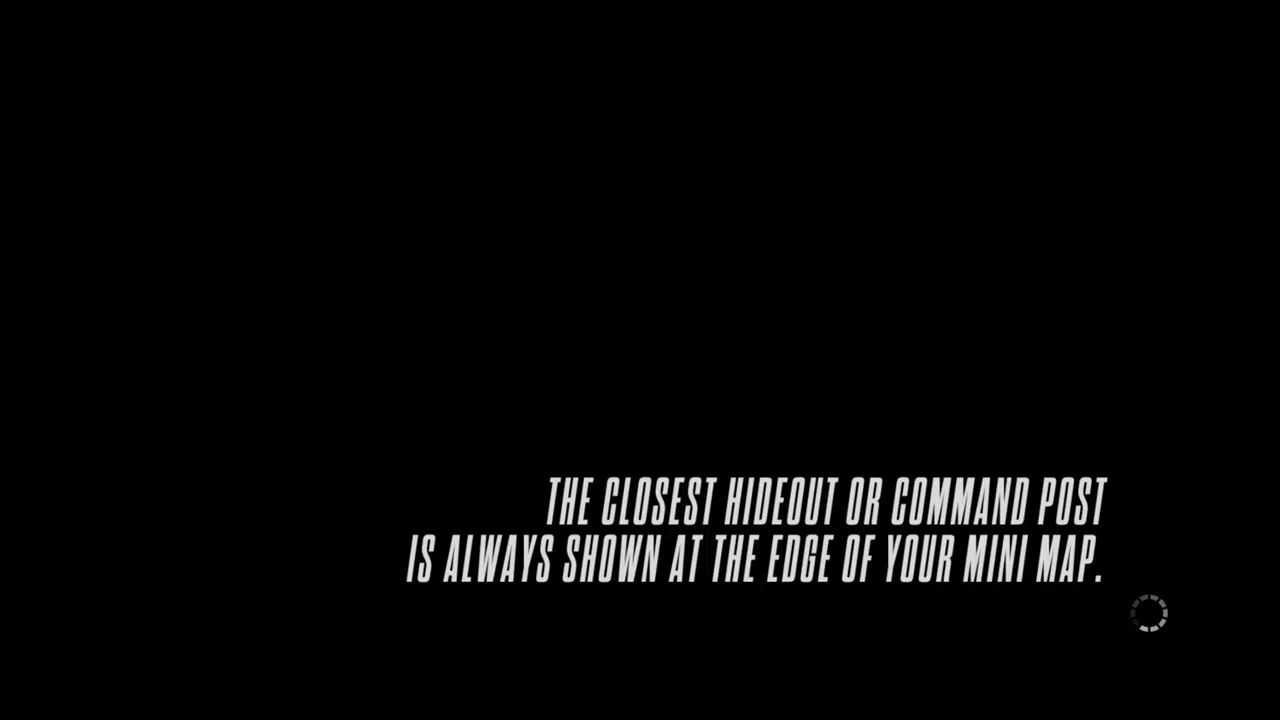 THE CLOSEST HIDEOUT OR COMMAND POST
IS ALWAYS SHOWN AT THE EDGE OF YOUR MINI MAP.